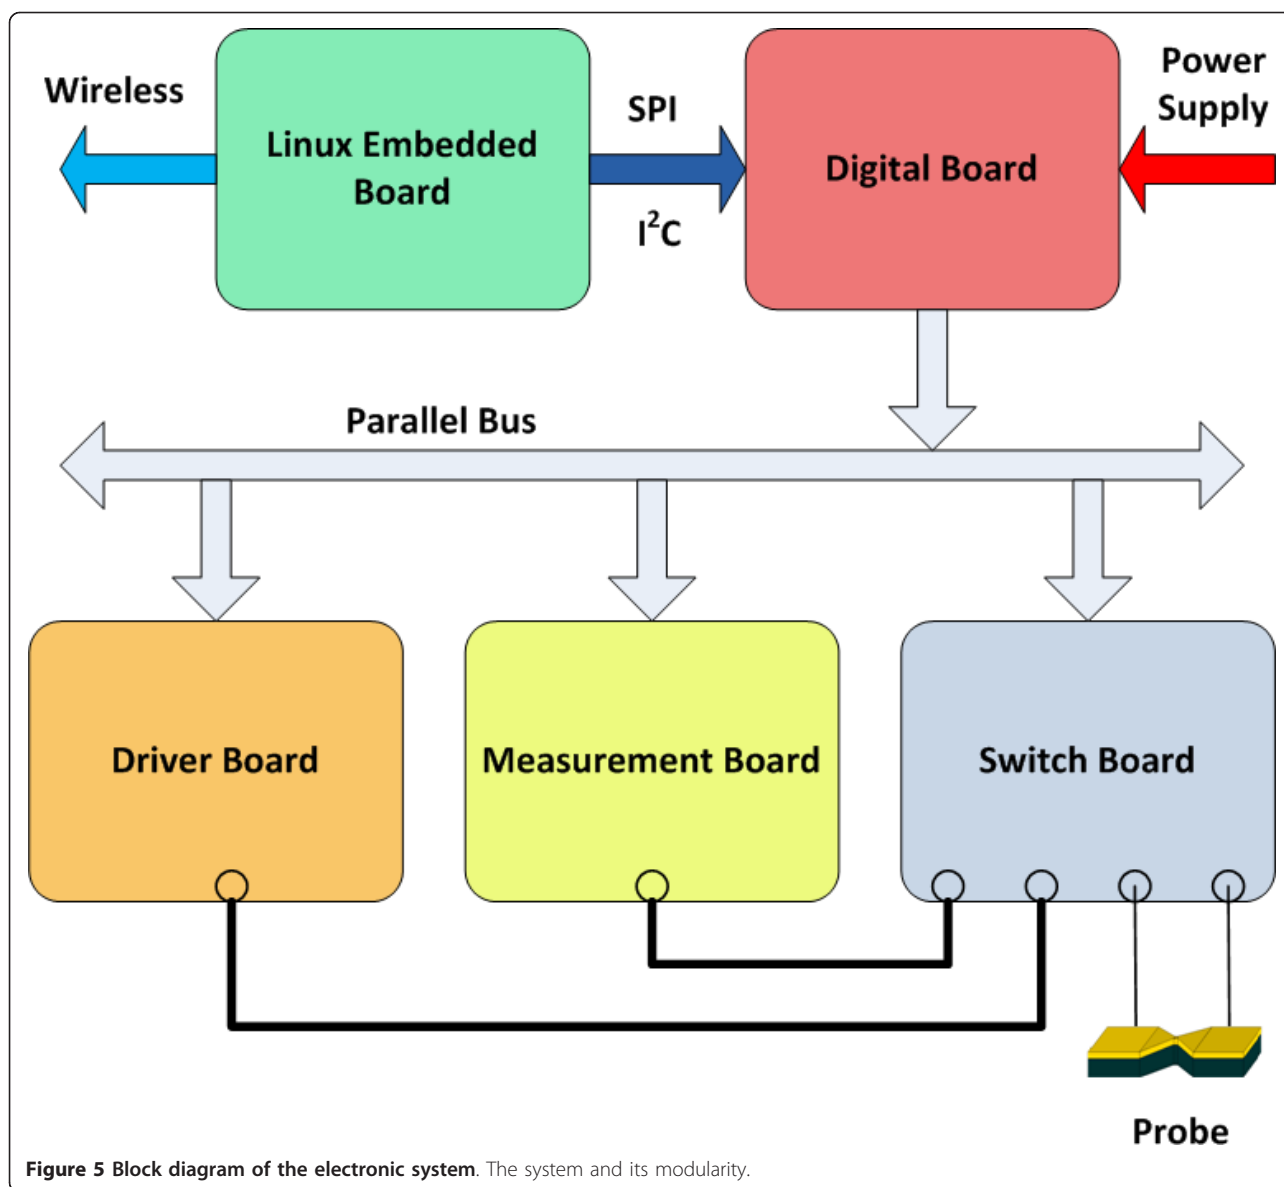 Wireless
Linux Embedded
Board
SPI
I²C
Digital Board
Power
Supply
Parallel Bus
Driver Board
Measurement Board
Switch Board
Probe
Figure 5 Block diagram of the electronic system. The system and its modularity.